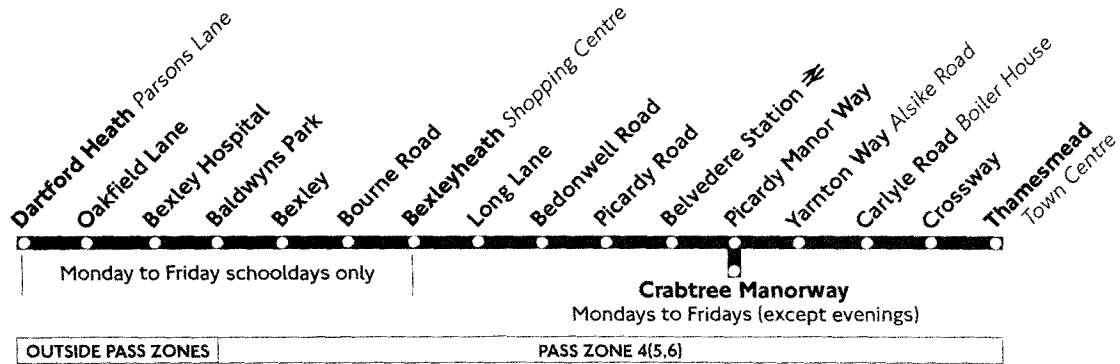 Dartford Heath Parsons Lane
Oakfield Lane
Bexley Hospital
Baldwyns Park
Bexley
Bourne Road
Bexleyheath Shopping Centre
Long Lane
Bedonwell Road
Picardy Road
Belvedere Station
Picardy Manor Way
Yarnton Way Alsike Road
Carlyle Road Boiler House
Crossway
Thamesmead
Town Centre
Monday to Friday schooldays only
Crabtree Manorway
Mondays to Fridays (except evenings)
OUTSIDE PASS ZONES
PASS ZONE 4(5,6)